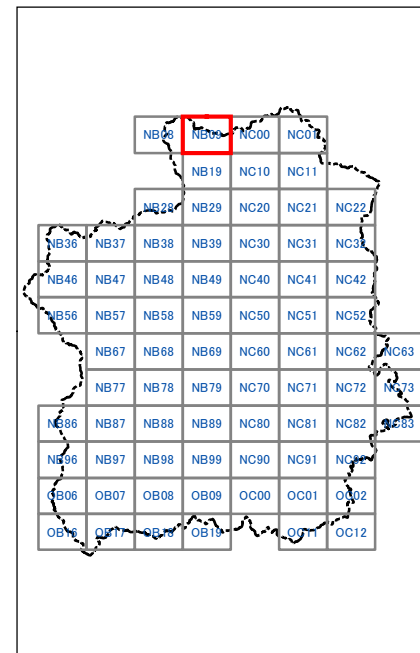 NB08 NB09 NC00 NC01
NB19 NC10 NC11
NB28 NB29 NC20 NC21 NC22
NB36 NB37 NB38 NB39 NC30 NC31 NC32
NB46 NB47 NB48 NB49 NC40 NC41 NC42
NB56 NB57 NB58 NB59 NC50 NC51 NC52
NB67 NB68 NB69 NC60 NC61 NC62 NC63
NB77 NB78 NB79 NC70 NC71 NC72 NC73
NB86 NB87 NB88 NB89 NC80 NC81 NC82 NC83
NB96 NB97 NB98 NB99 NC90 NC91 NC92
OB06 OB07 OB08 OB09 OC00 OC01 OC02
OB16 OB17 OB18 OB19 OC11 OC12